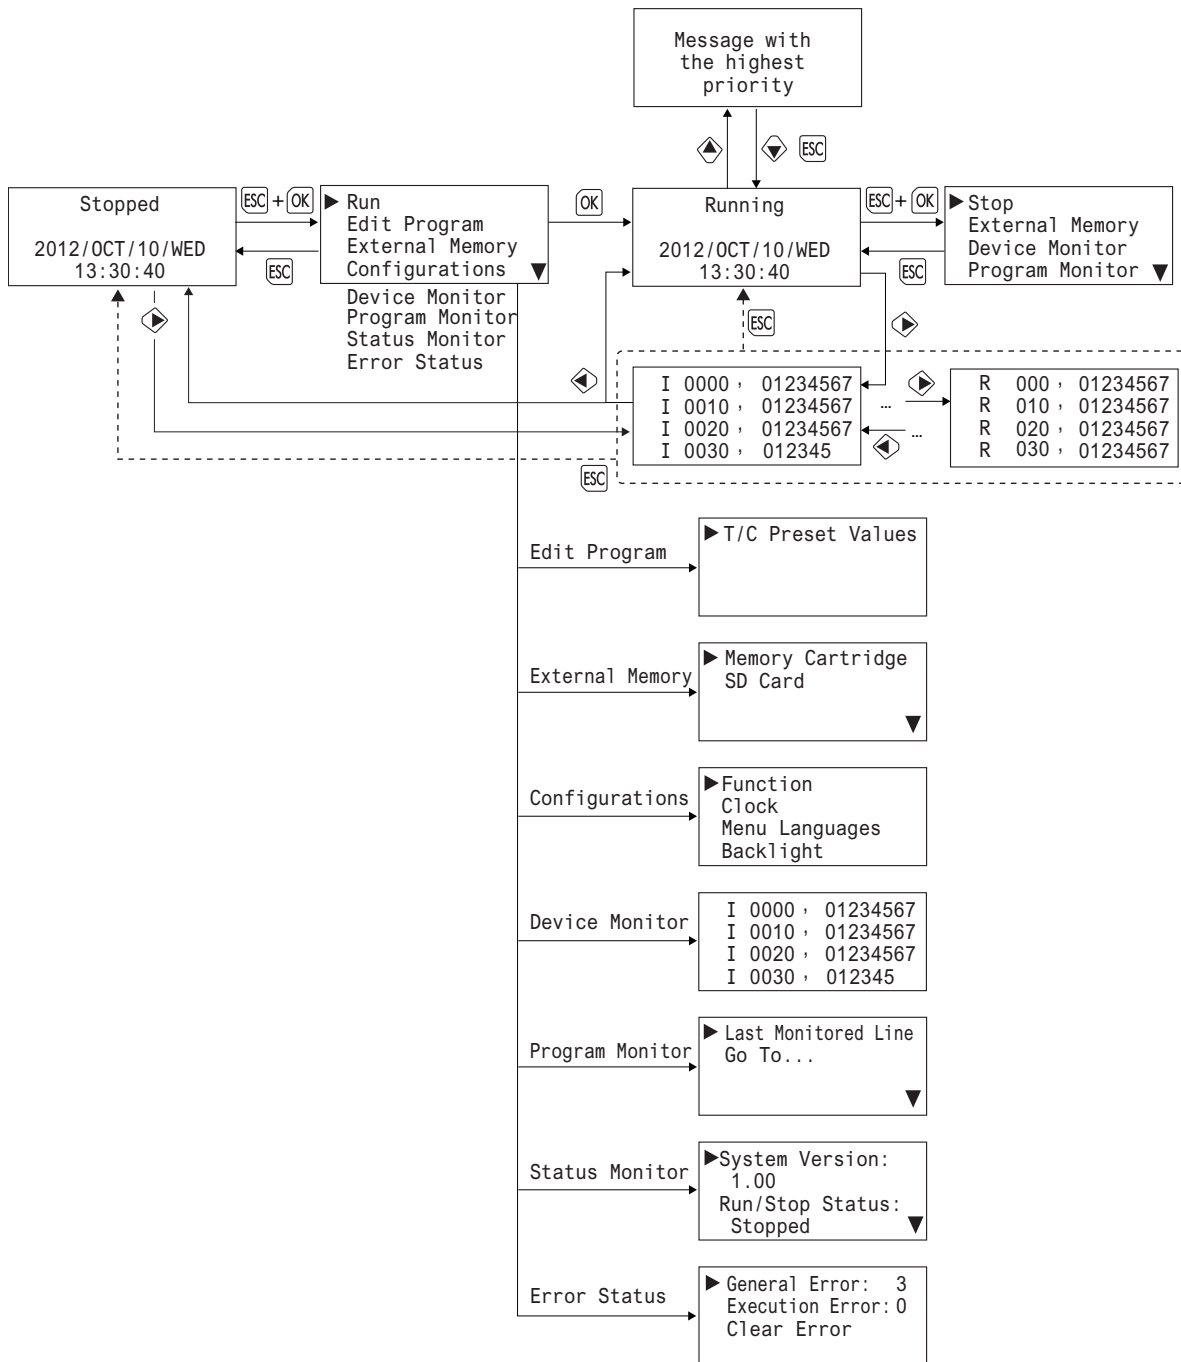 Message with
the highest
priority
ESC
Stopped
2012/OCT/10/WED
13:30:40
ESC + OK
ESC
Run
Edit Program
External Memory
Configurations
Device Monitor
Program Monitor
Status Monitor
Error Status
OK
Running
2012/OCT/10/WED
13:30:40
ESC + OK
ESC
Stop
External Memory
Device Monitor
Program Monitor
ESC
I 0000, 01234567
I 0010, 01234567
I 0020, 01234567
I 0030, 012345
...
...
R 000, 01234567
R 010, 01234567
R 020, 01234567
R 030, 01234567
ESC
Edit Program
T/C Preset Values
External Memory
Memory Cartridge
SD Card
Configurations
Function
Clock
Menu Languages
Backlight
Device Monitor
I 0000, 01234567
I 0010, 01234567
I 0020, 01234567
I 0030, 012345
Program Monitor
Last Monitored Line
Go To...
Status Monitor
System Version:
1.00
Run/Stop Status:
Stopped
Error Status
General Error: 3
Execution Error: 0
Clear Error